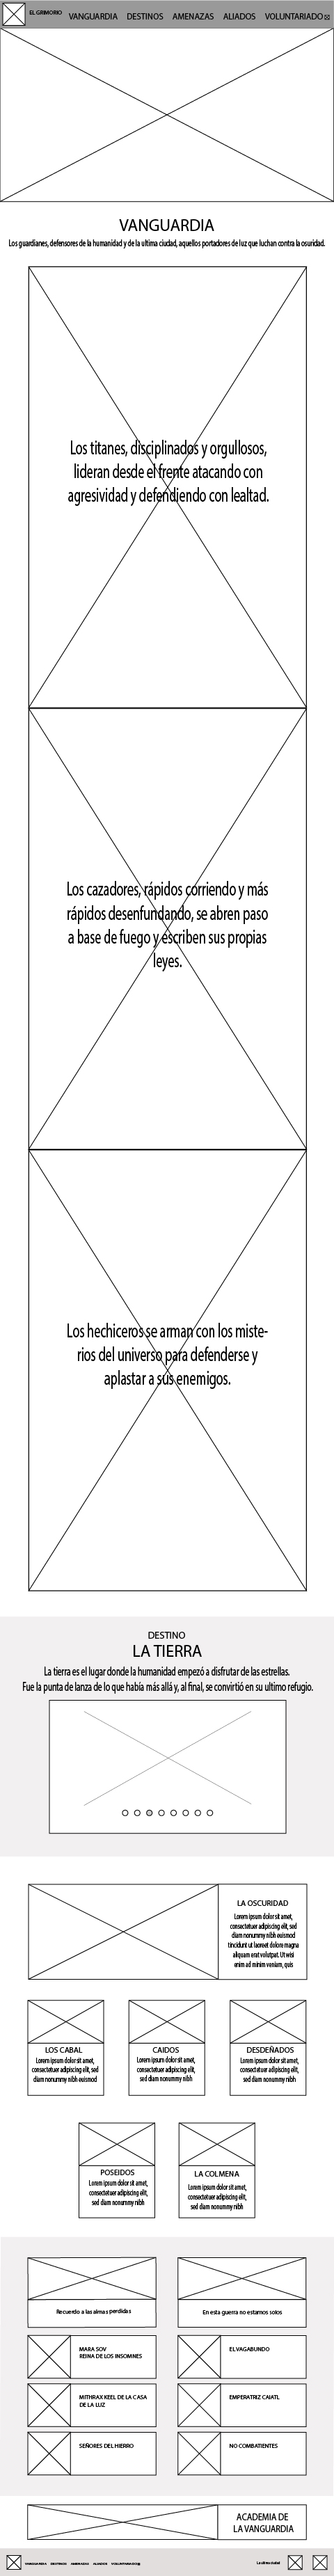 EL GRIMORIO
VANGUARDIA DESTINOS AMENAZAS ALIADOS VOLUNTARIADO
VANGUARDIA
Los guardianes, defensores de la humanidad y de la ultima ciudad, aquellos portadores de luz que luchan contra la osuridad.
Los titanes, disciplinados y orgullosos,
lideran desde el frente atacando con
agresividad y defendiendo con lealtad.
Los cazadores, rápidos corriendo y más
rápidos desenfundando, se abren paso
a base de fuego y escriben sus propias
leyes.
Los hechiceros se arman con los miste-
rios del universo para defenderse y
aplastar a sus enemigos.
DESTINO
LA TIERRA
La tierra es el lugar donde la humanidad empezó a disfrutar de las estrellas.
Fue la punta de lanza de lo que había más allá y, al final, se convirtió en su ultimo refugio.
LA OSCURIDAD
Lorem ipsum dolor sit amet,
consectetuer adipiscing elit, sed
diam nonummy nibh euismod
tincidunt ut laoreet dolore magna
aliquam erat volutpat. Ut wisi
enim ad minim veniam, quis
LOS CABAL
Lorem ipsum dolor sit amet,
consectetuer adipiscing elit, sed
diam nonummy nibh euismod
CAIDOS
Lorem ipsum dolor sit amet,
consectetuer adipiscing elit,
sed diam nonummy nibh
DESDEÑADOS
Lorem ipsum dolor sit amet,
consectetuer adipiscing elit,
sed diam nonummy nibh
POSEIDOS
Lorem ipsum dolor sit amet,
consectetuer adipiscing elit,
sed diam nonummy nibh
LA COLMENA
Lorem ipsum dolor sit amet,
consectetuer adipiscing elit,
sed diam nonummy nibh
Recuerdo a las almas perdidas
En esta guerra no estamos solos
MARA SOV
REINA DE LOS INSOMNES
EL VAGABUNDO
MITHRAX KEEL DE LA CASA
DE LA LUZ
EMPERATRIZ CAIATL
SEÑORES DEL HIERRO
NO COMBATIENTES
ACADEMIA DE
LA VANGUARDIA
VANGUARDIA DESTINOS AMENAZAS ALIADOS VOLUNTARIADO
La última ciudad